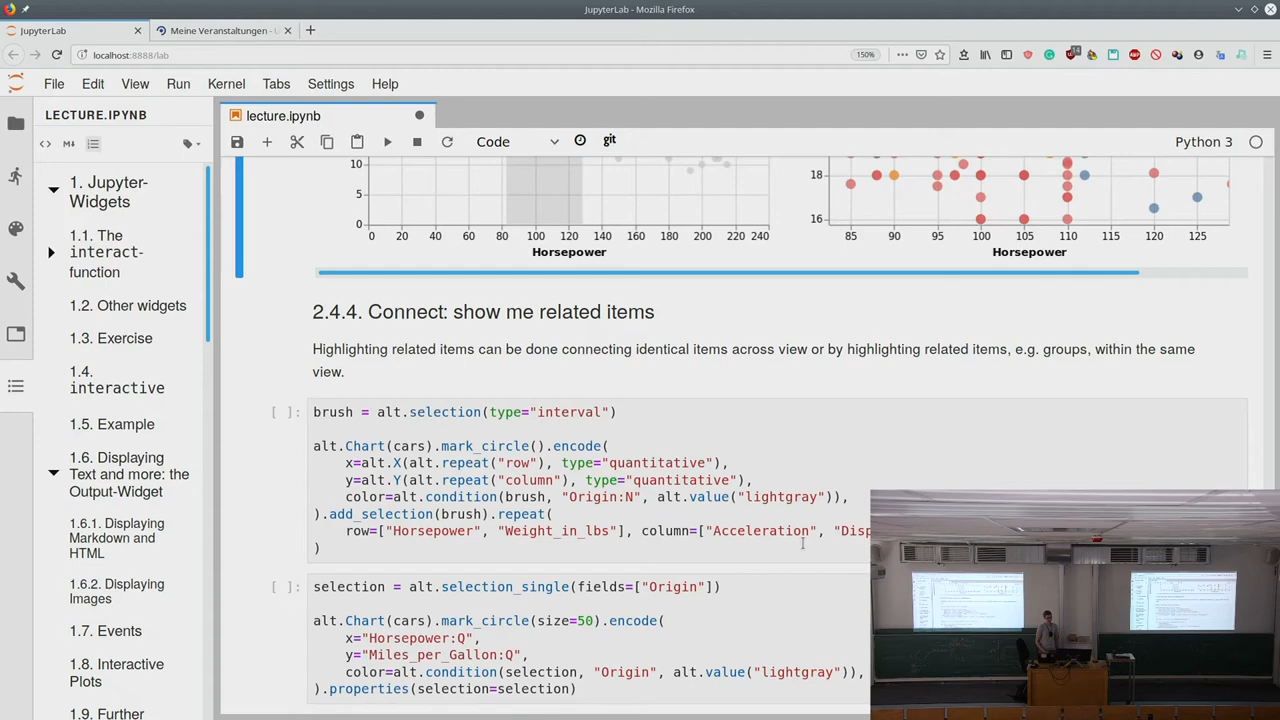 JupyterLab - Mozilla Firefox
JupyterLab
Meine Veranstaltungen -
localhost:8888/lab
150%
14
File Edit View Run Kernel Tabs Settings Help
LECTURE.IPYNB
lecture.ipynb
Code
git
Python 3
1. Jupyter-
Widgets
1.1. The
interact-
function
1.2. Other widgets
1.3. Exercise
1.4.
interactive
1.5. Example
1.6. Displaying
Text and more: the
Output-Widget
1.6.1. Displaying
Markdown and
HTML
1.6.2. Displaying
Images
1.7. Events
1.8. Interactive
Plots
1.9. Further
10
5
0
0 20 40 60 80 100 120 140 160 180 200 220 240
Horsepower
18
16
85 90 95 100 105 110 115 120 125
Horsepower
2.4.4. Connect: show me related items
Highlighting related items can be done connecting identical items across view or by highlighting related items, e.g. groups, within the same
view.
[ ]: brush = alt.selection(type="interval")
alt.Chart(cars).mark_circle().encode(
x=alt.X(alt.repeat("row"), type="quantitative"),
y=alt.Y(alt.repeat("column"), type="quantitative"),
color=alt.condition(brush, "Origin:N", alt.value("lightgray")),
).add_selection(brush).repeat(
row=["Horsepower", "Weight_in_lbs"], column=["Acceleration", "Disp
)
[ ]: selection = alt.selection_single(fields=["Origin"])
alt.Chart(cars).mark_circle(size=50).encode(
x="Horsepower:Q",
y="Miles_per_Gallon:Q",
color=alt.condition(selection, "Origin", alt.value("lightgray")),
).properties(selection=selection)